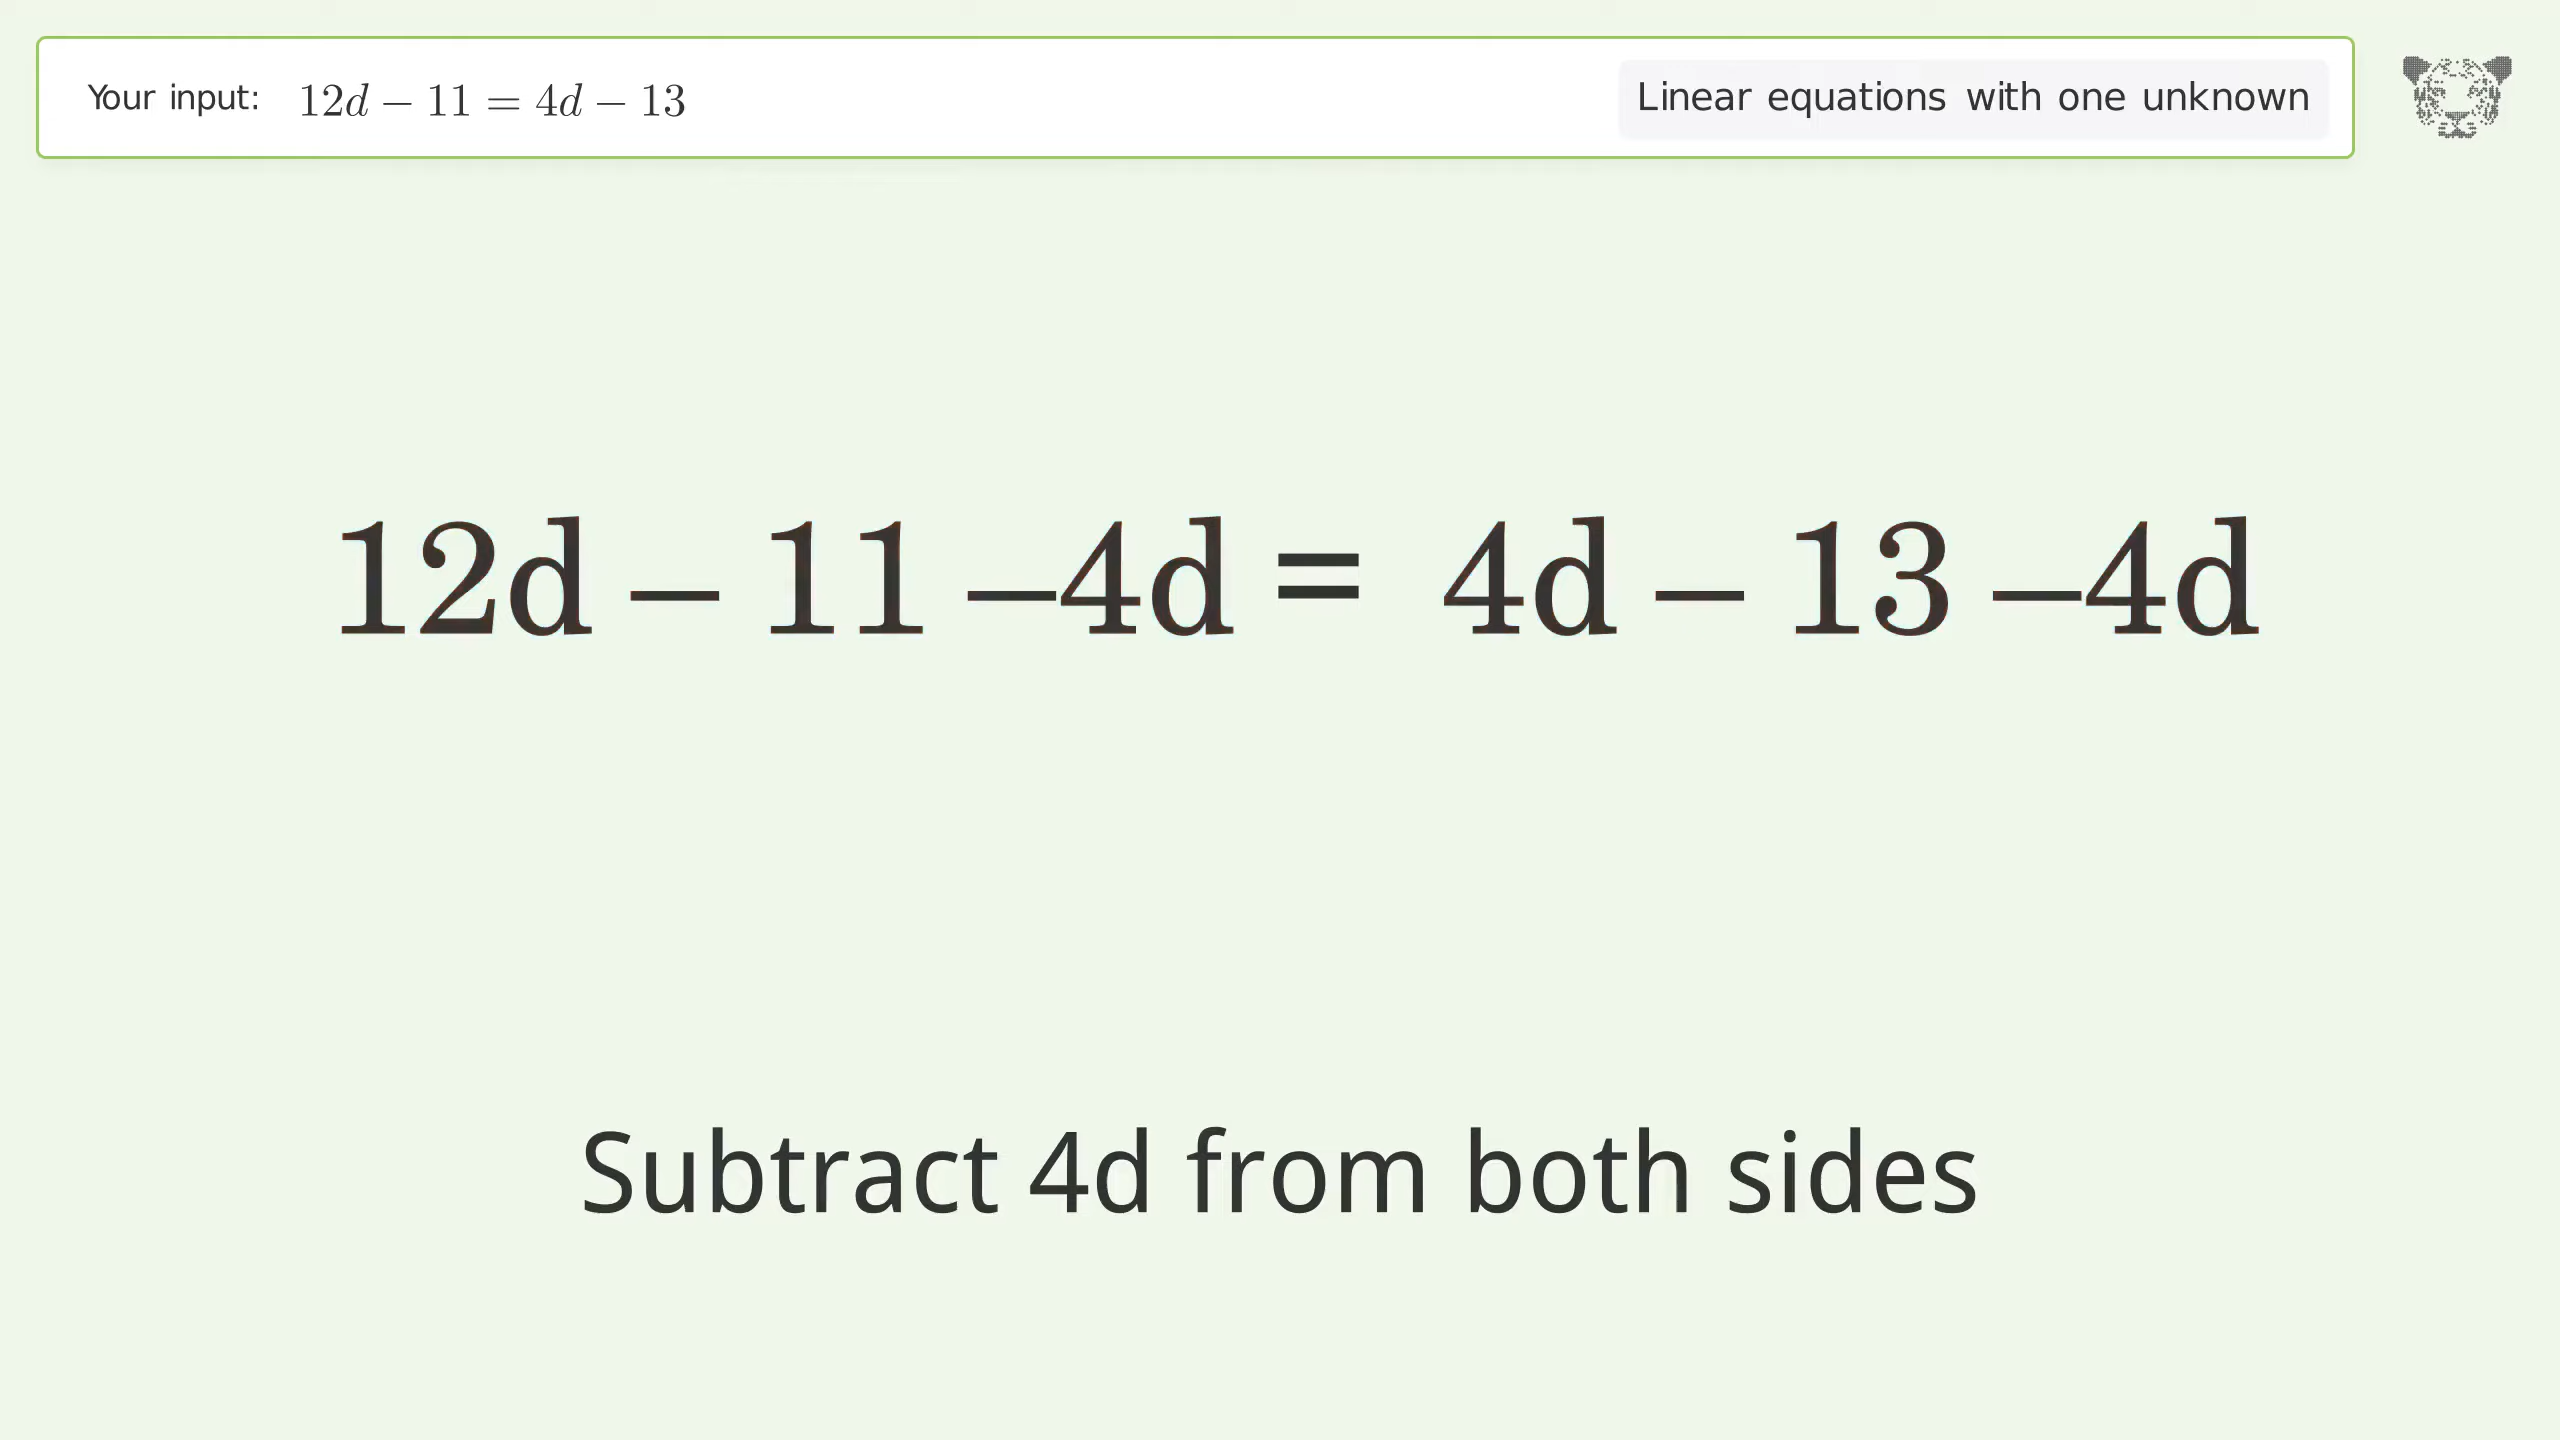 Your input: 12d − 11 = 4d − 13
Linear equations with one unknown
12d − 11 −4d = 4d − 13 −4d
Subtract 4d from both sides